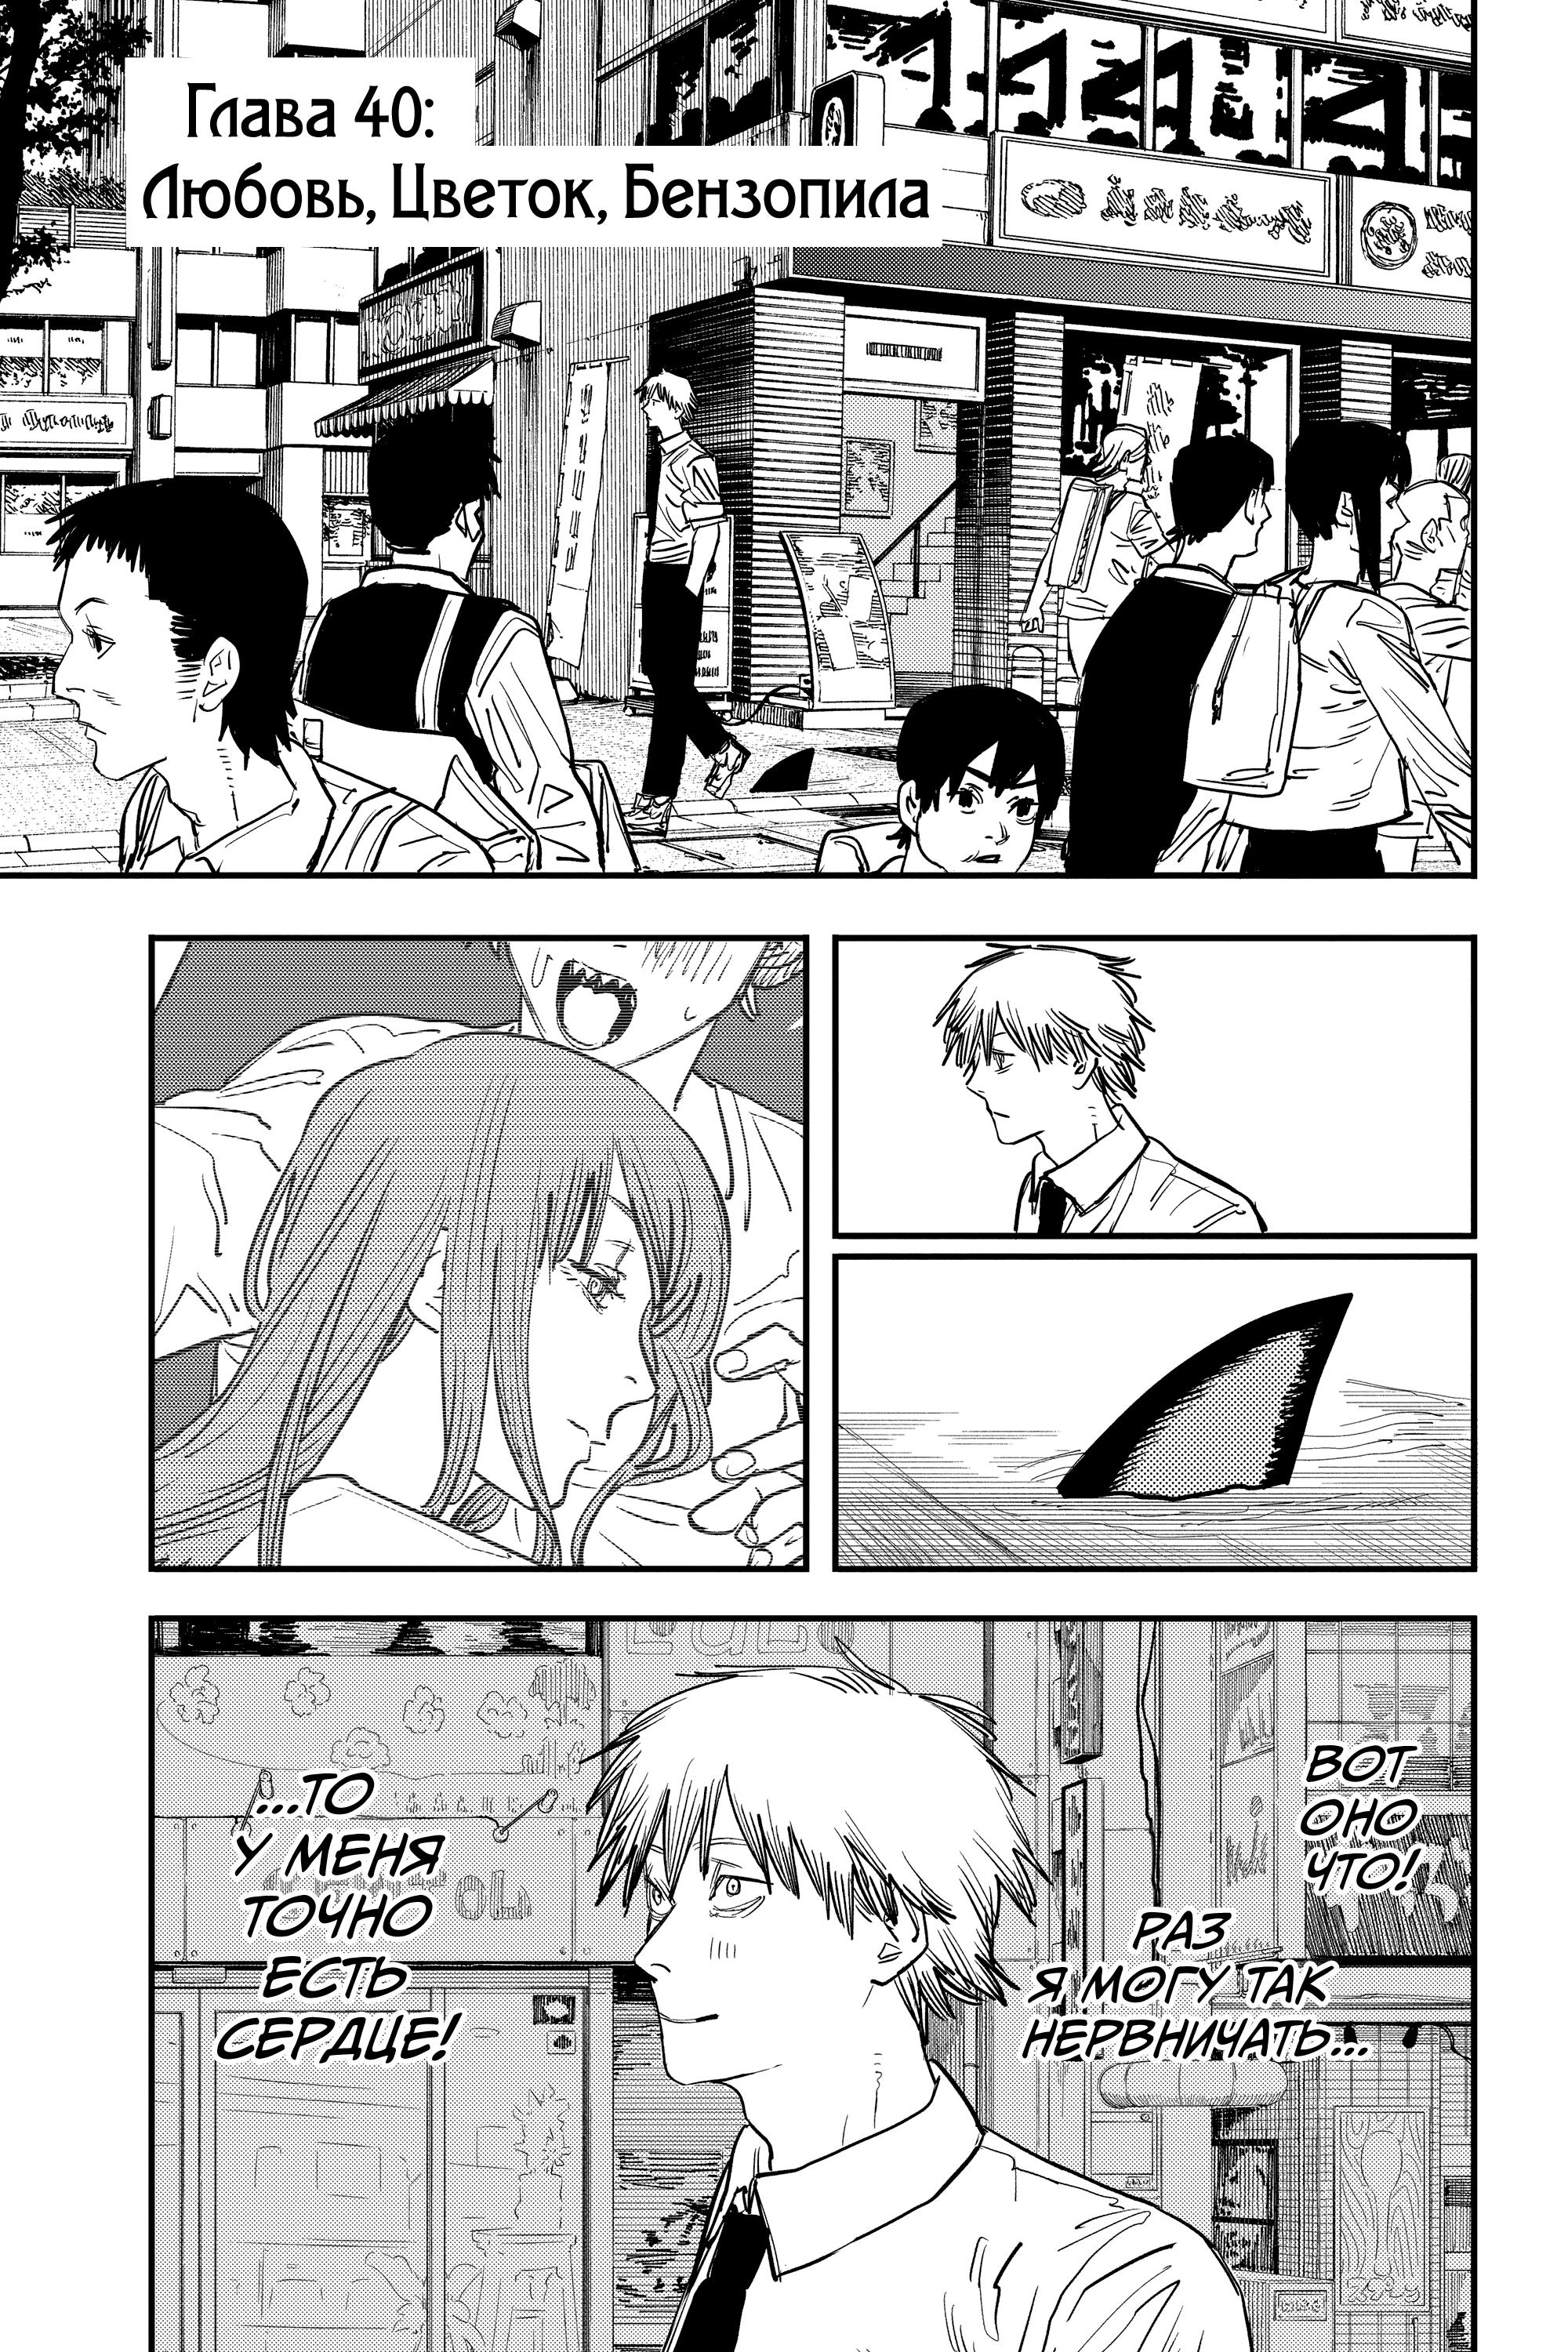 Глава 40:
Любовь, Цветок, Бензопила
ВОТ
ОНО
ЧТО!
РАЗ
Я МОГУ ТАК
НЕРВНИЧАТЬ...
...ТО
У МЕНЯ
ТОЧНО
ЕСТЬ
СЕРДЦЕ!